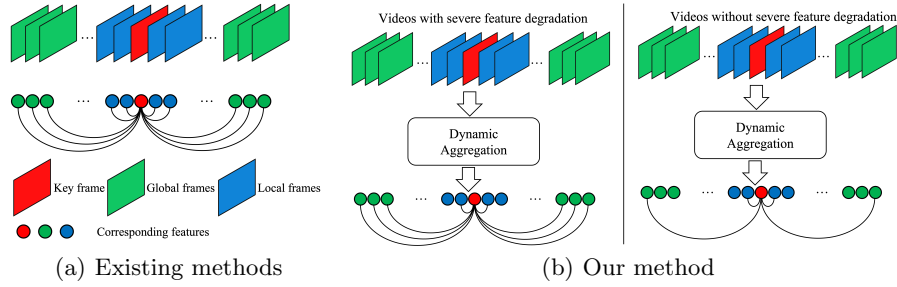 Key frame
Global frames
Local frames
Corresponding features
(a) Existing methods
Videos with severe feature degradation
...
...
Dynamic
Aggregation
...
...
Videos without severe feature degradation
...
...
Dynamic
Aggregation
...
...
(b) Our method